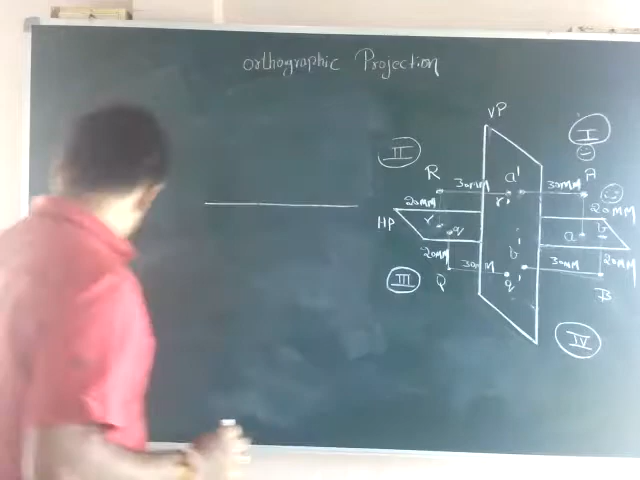 Orthographic Projection
VP
I
II
R
A
a'
30MM
30MM
r'
20MM
20MM
HP
r
q
a
b
b'
20MM
30MM
30MM
20MM
III
Q
q'
B
IV